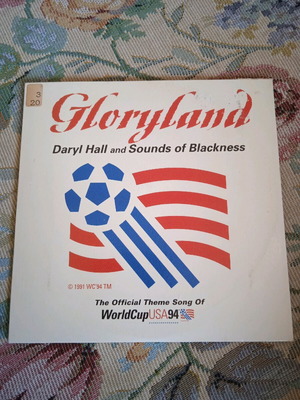 3
20
Gloryland
Daryl Hall and Sounds of Blackness
© 1991 WC'94 TM
The Official Theme Song Of
WorldCupUSA94